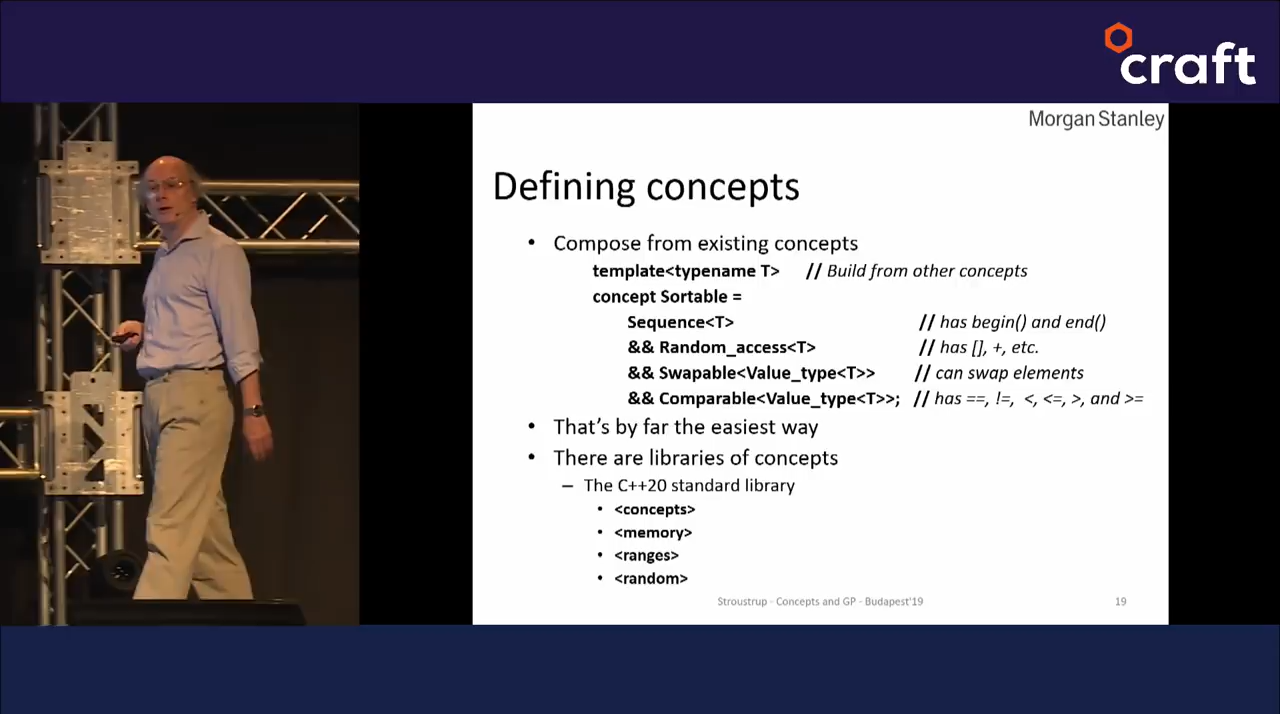 craft
Morgan Stanley
Defining concepts
• Compose from existing concepts
template<typename T> // Build from other concepts
concept Sortable =
Sequence<T> // has begin() and end()
&& Random_access<T> // has [], +, etc.
&& Swapable<Value_type<T>> // can swap elements
&& Comparable<Value_type<T>>; // has ==, !=, <, <=, >, and >=
• That's by far the easiest way
• There are libraries of concepts
– The C++20 standard library
• <concepts>
• <memory>
• <ranges>
• <random>
Stroustrup - Concepts and GP - Budapest'19 19